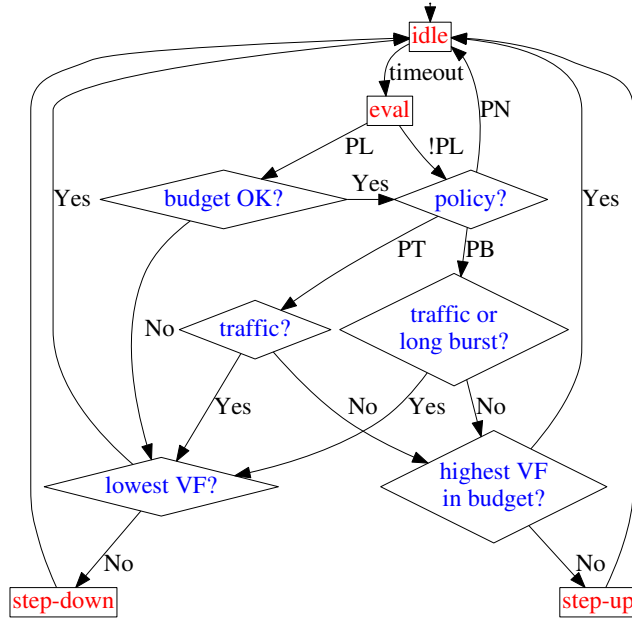 idle
timeout
eval
PN
PL
!PL
budget OK?
Yes
policy?
Yes
Yes
PT
PB
No
traffic?
traffic or
long burst?
Yes
No
Yes
No
lowest VF?
highest VF
in budget?
No
No
step-down
step-up